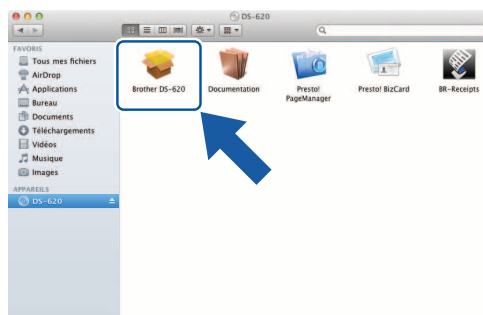 DS-620
FAVORIS
Tous mes fichiers
AirDrop
Applications
Bureau
Documents
Téléchargements
Vidéos
Musique
Images
APPAREILS
DS-620
Brother DS-620
Documentation
Presto!
PageManager
Presto! BizCard
BR-Receipts